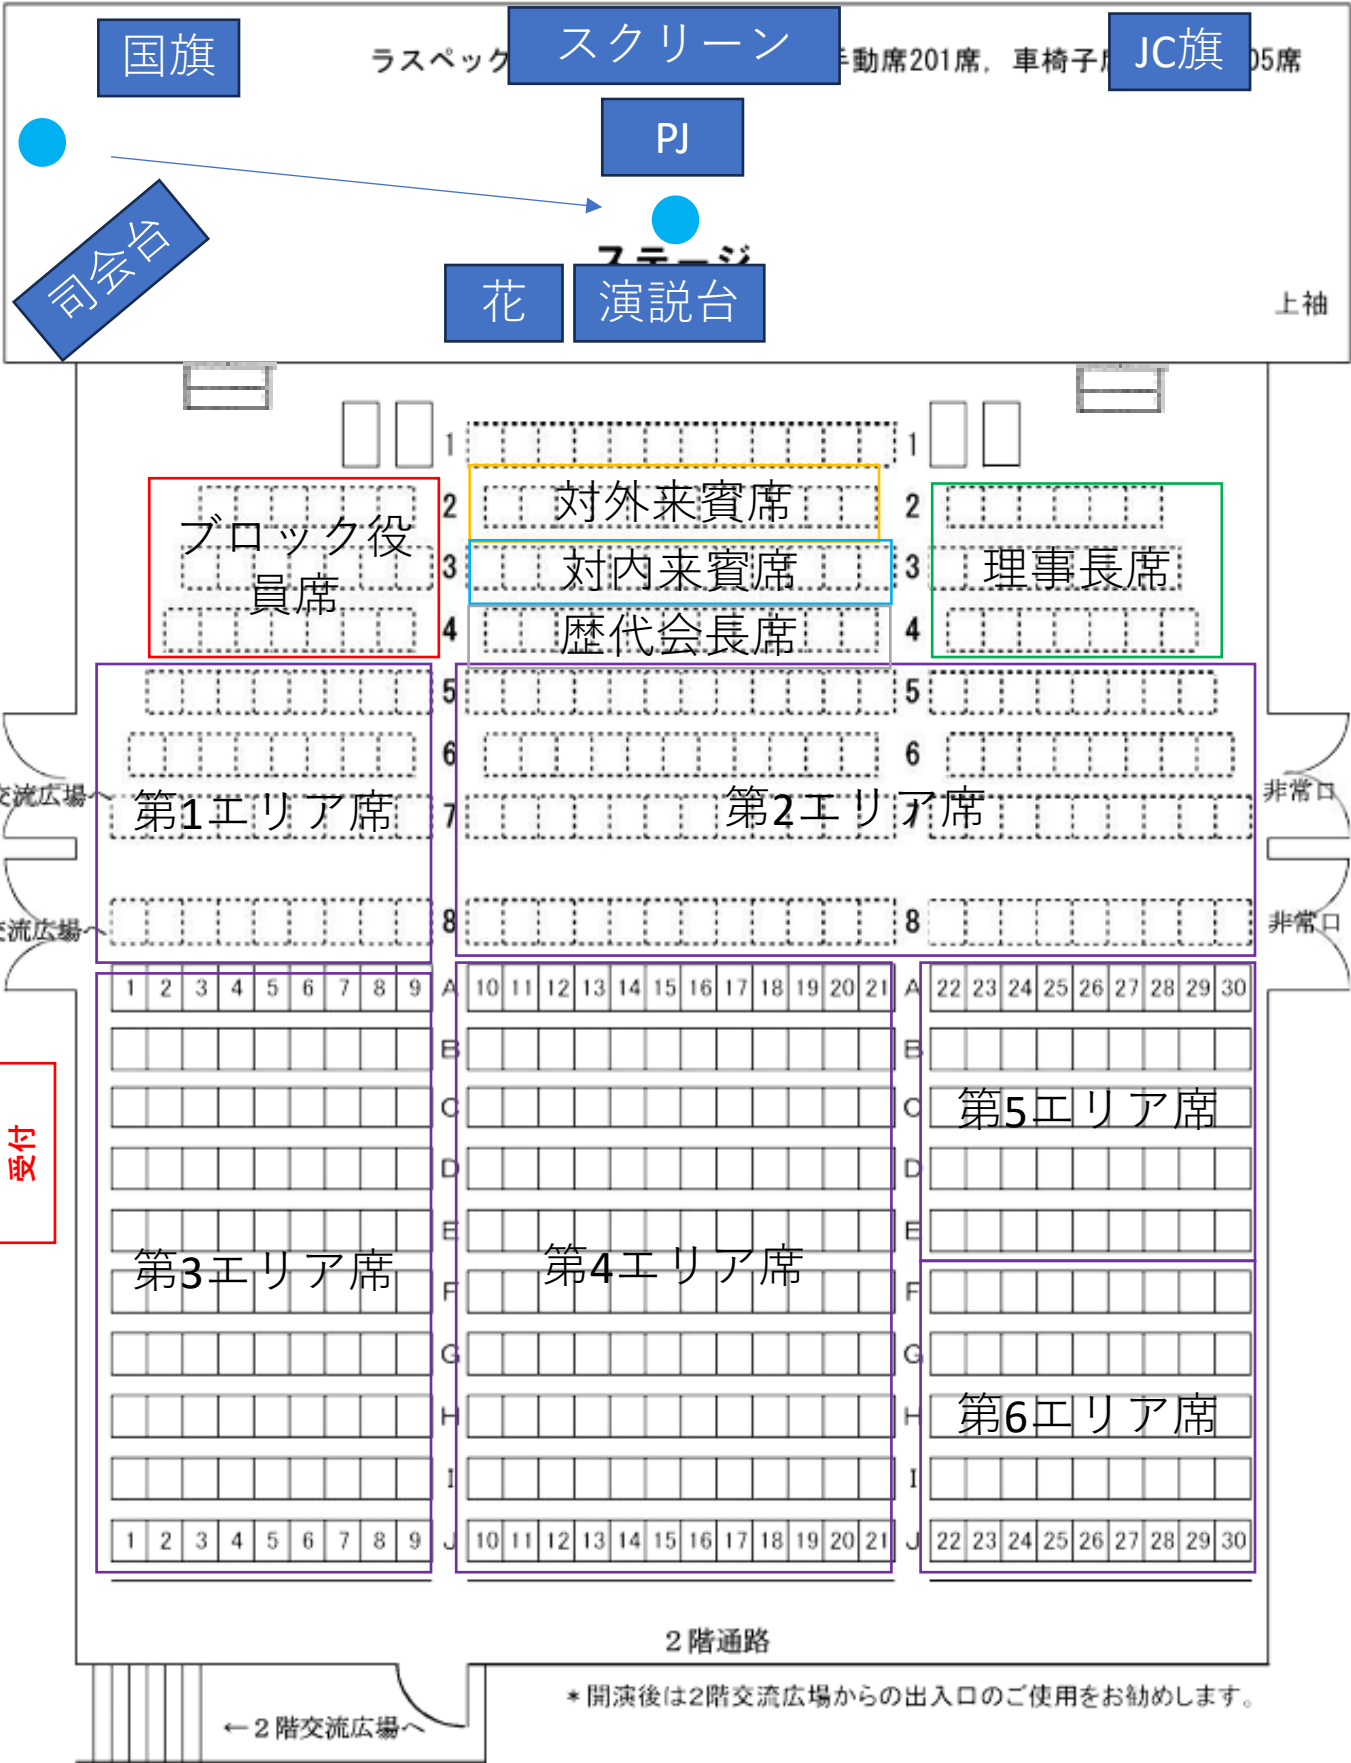 国旗
ラスペック
スクリーン
手動席201席, 車椅子
JC旗
05席
PJ
ステージ
司会台
花
演説台
上袖
1
1
2
対外来賓席
2
ブロック役
員席
3
対内来賓席
3
理事長席
4
歴代会長席
4
5
5
6
6
交流広場へ
第1エリア席
7
第2エリア席
7
非常口
交流広場へ
8
8
非常口
1 2 3 4 5 6 7 8 9 A 10 11 12 13 14 15 16 17 18 19 20 21 A 22 23 24 25 26 27 28 29 30
B
B
C
C
第5エリア席
受付
D
D
E
E
第3エリア席
第4エリア席
F
F
G
G
H
H
第6エリア席
I
I
1 2 3 4 5 6 7 8 9 J 10 11 12 13 14 15 16 17 18 19 20 21 J 22 23 24 25 26 27 28 29 30
2階通路
*開演後は2階交流広場からの出入口のご使用をお勧めします。
←2階交流広場へ